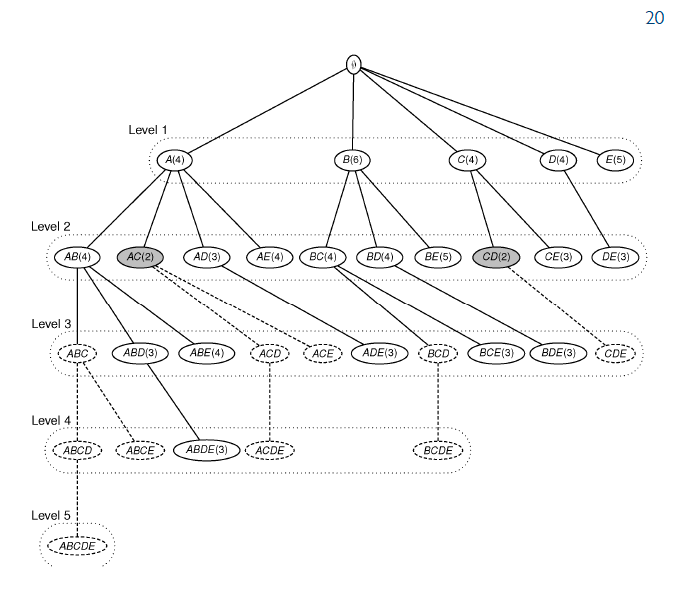 20
∅
Level 1
A(4) B(6) C(4) D(4) E(5)
Level 2
AB(4) AC(2) AD(3) AE(4) BC(4) BD(4) BE(5) CD(2) CE(3) DE(3)
Level 3
ABC ABD(3) ABE(4) ACD ACE ADE(3) BCD BCE(3) BDE(3) CDE
Level 4
ABCD ABCE ABDE(3) ACDE BCDE
Level 5
ABCDE